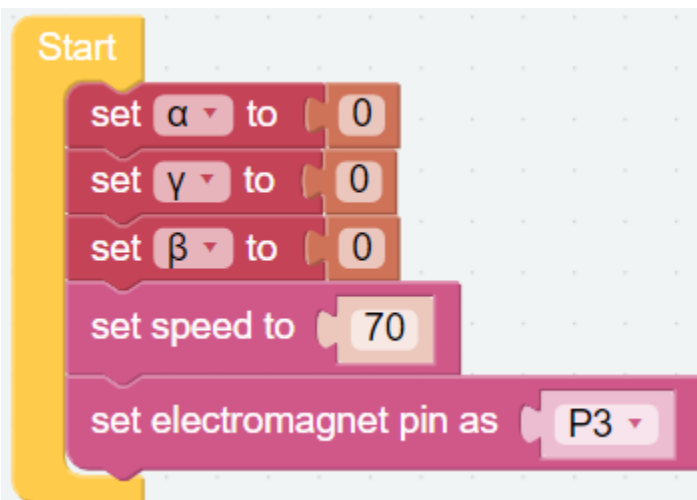 Start
set α to 0
set γ to 0
set β to 0
set speed to 70
set electromagnet pin as P3